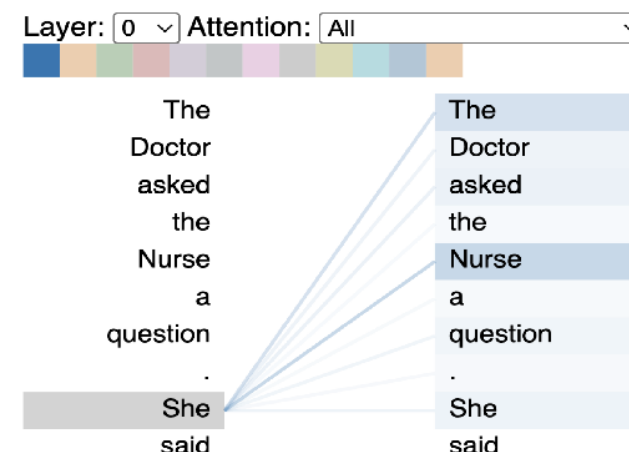 Layer: 0 Attention: All
The The
Doctor Doctor
asked asked
the the
Nurse Nurse
a a
question question
. .
She She
said said